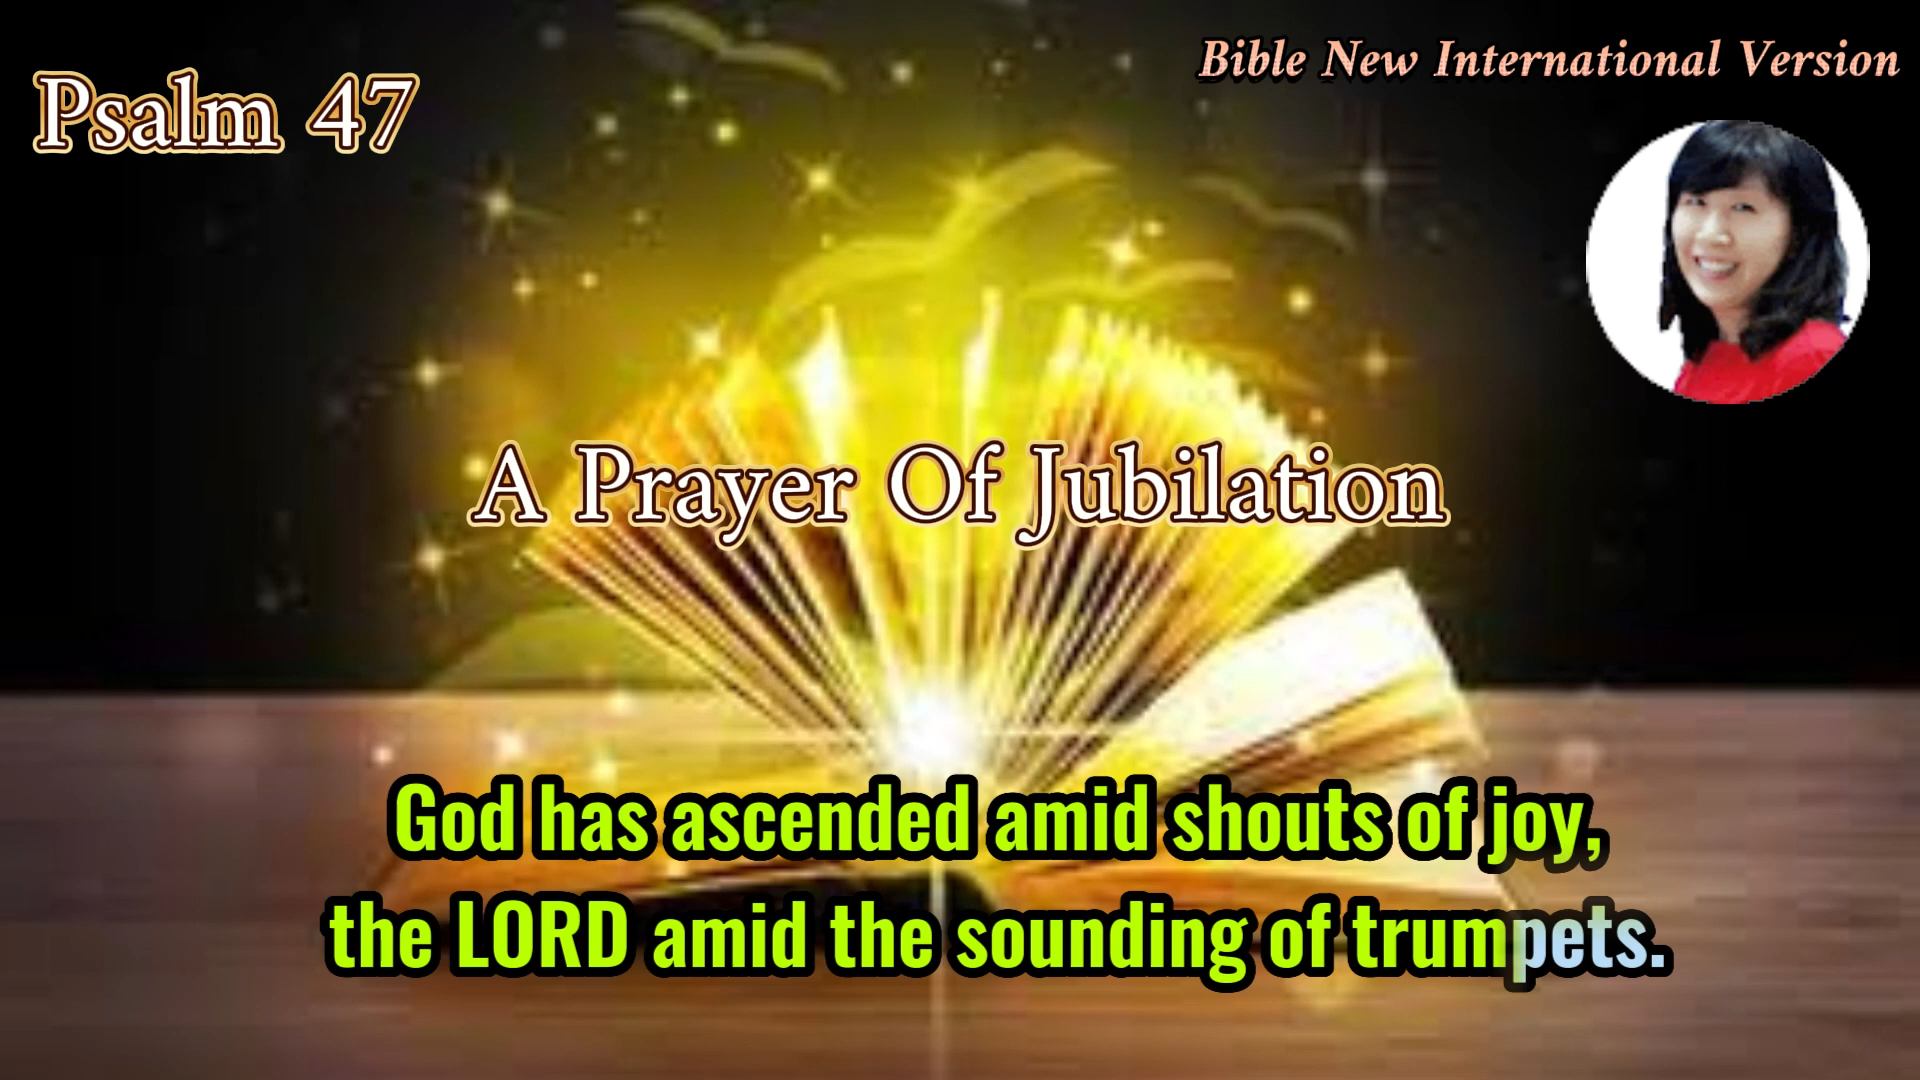 Bible New International Version
Psalm 47
A Prayer Of Jubilation
God has ascended amid shouts of joy,
the LORD amid the sounding of trumpets.